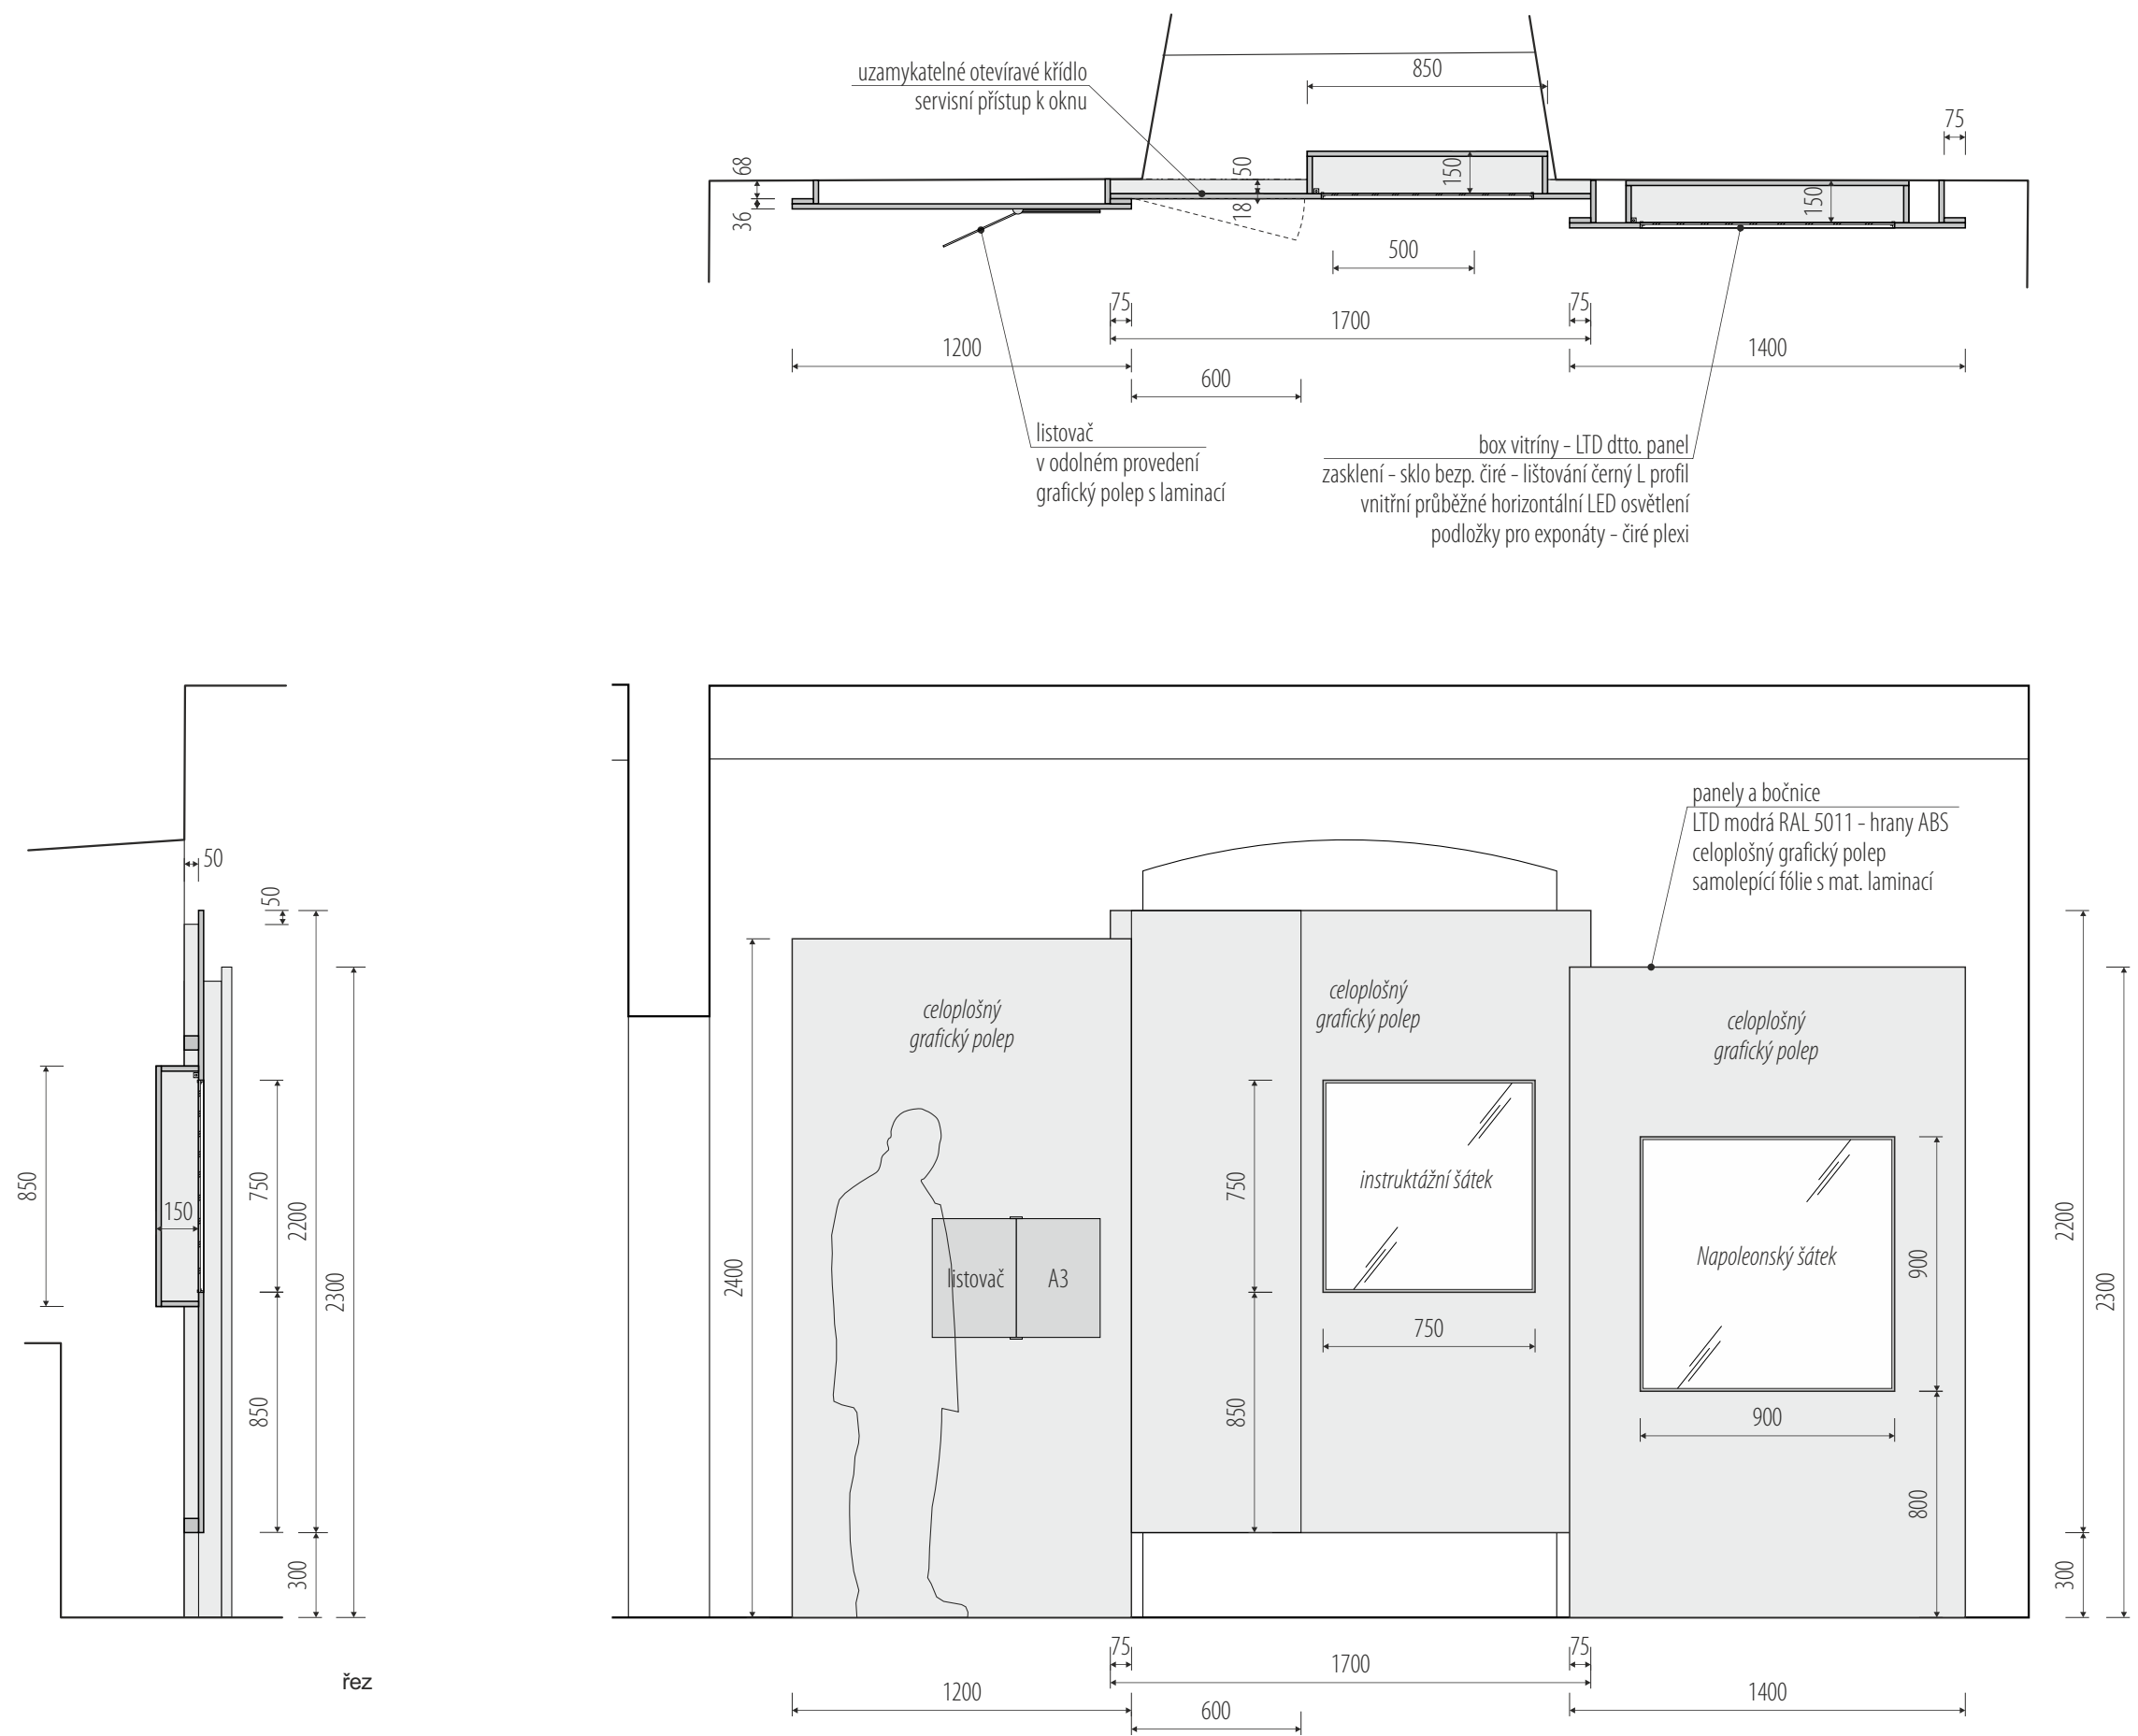 uzamykatelné otevíravé křídlo
servisní přístup k oknu
850
75
68
36
50
18
150
150
500
75
1700
75
1200
1400
600
listovač
v odolném provedení
grafický polep s laminací
box vitríny - LTD dtto. panel
zasklení - sklo bezp. čiré - lištování černý L profil
vnitřní průběžné horizontální LED osvětlení
podložky pro exponáty - čiré plexi
50
50
850
150
750
2200
2300
850
300
řez
panely a bočnice
LTD modrá RAL 5011 - hrany ABS
celoplošný grafický polep
samolepící fólie s mat. laminací
celoplošný
grafický polep
celoplošný
grafický polep
celoplošný
grafický polep
2400
listovač
A3
750
instruktážní šátek
750
850
Napoleonský šátek
900
900
800
2200
2300
300
75
1700
75
1200
1400
600